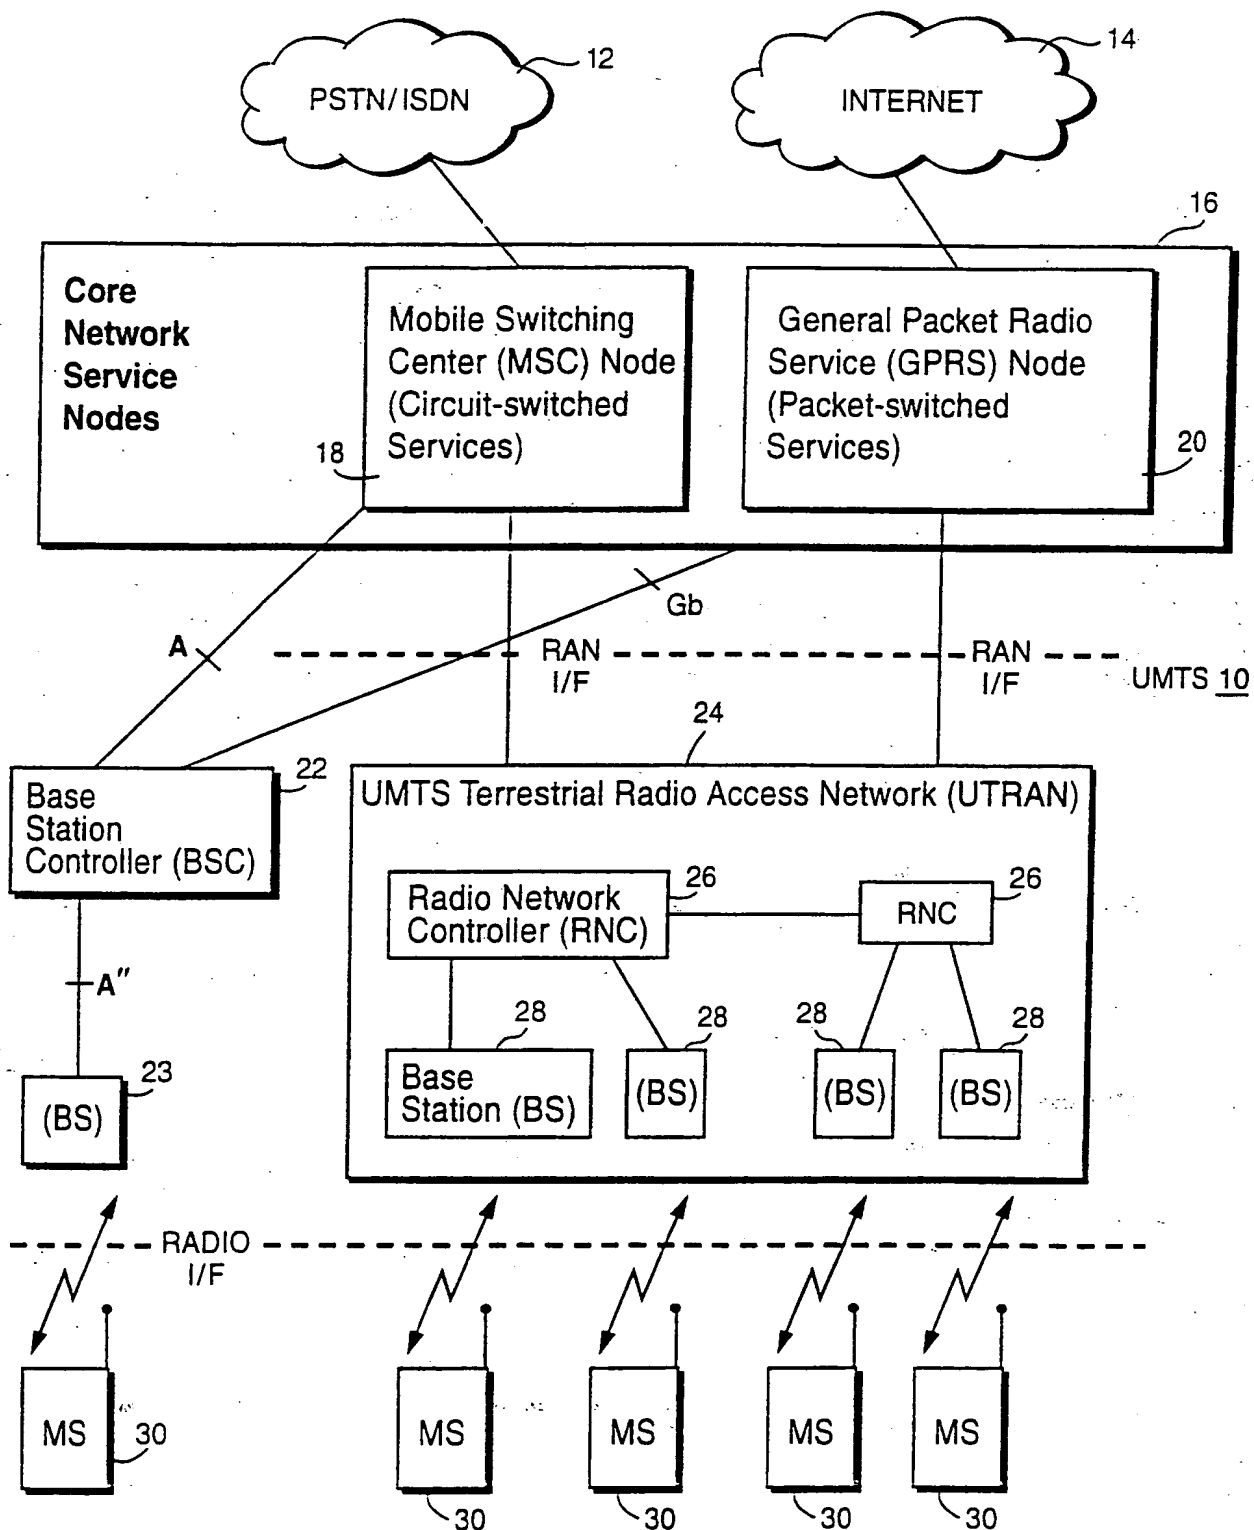 12
14
PSTN/ISDN
INTERNET
16
Core
Network
Service
Nodes
Mobile Switching
Center (MSC) Node
(Circuit-switched
Services)
18
General Packet Radio
Service (GPRS) Node
(Packet-switched
Services)
20
Gb
A
RAN
I/F
RAN
I/F
UMTS 10
24
22
Base
Station
Controller (BSC)
UMTS Terrestrial Radio Access Network (UTRAN)
26
26
Radio Network
Controller (RNC)
RNC
A"
28
28
28
28
23
(BS)
Base
Station (BS)
(BS)
(BS)
(BS)
RADIO
I/F
MS
30
MS
MS
MS
MS
30
30
30
30